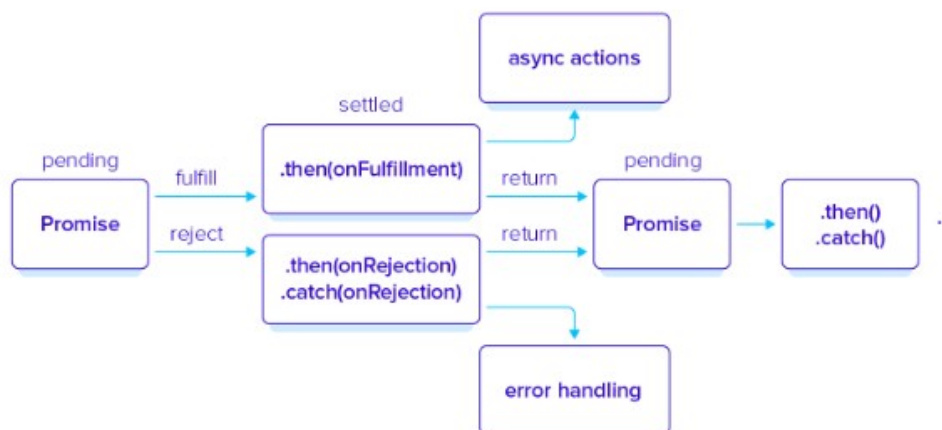 async actions
settled
pending
fulfill
.then(onFulfillment)
return
pending
Promise
reject
.then(onRejection)
.catch(onRejection)
return
Promise
.then()
.catch()
.
error handling